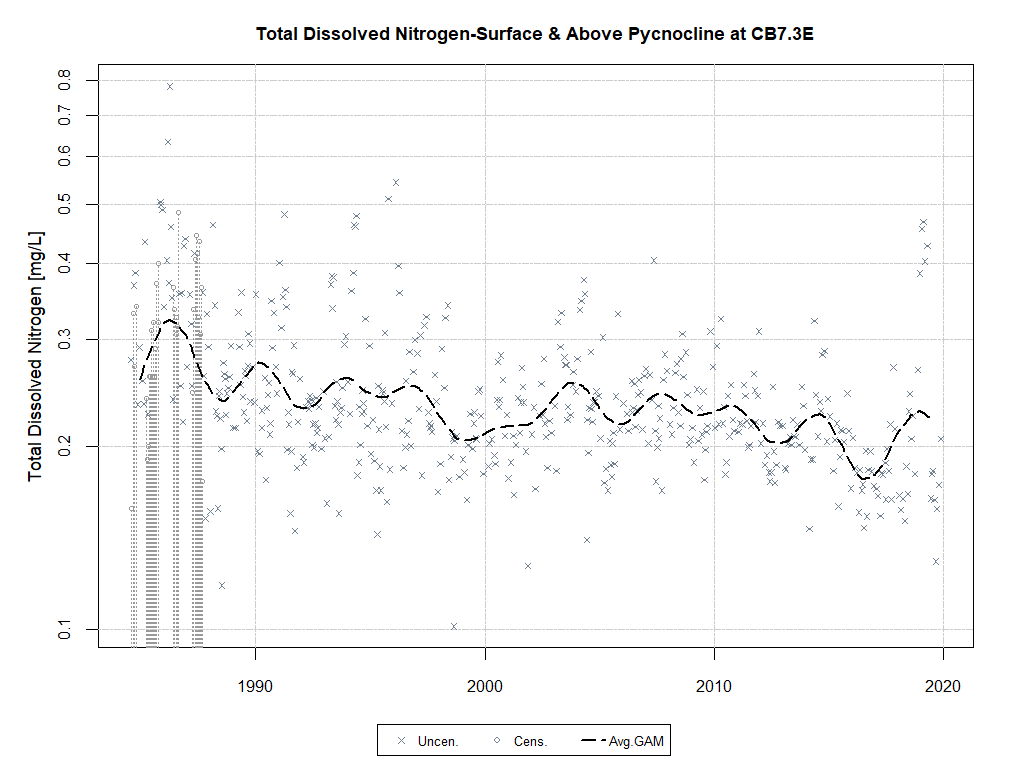 Total Dissolved Nitrogen-Surface & Above Pycnocline at CB7.3E
Total Dissolved Nitrogen [mg/L]
0.8
0.7
0.6
0.5
0.4
0.3
0.2
0.1
1990 2000 2010 2020
Uncen. Cens. Avg.GAM